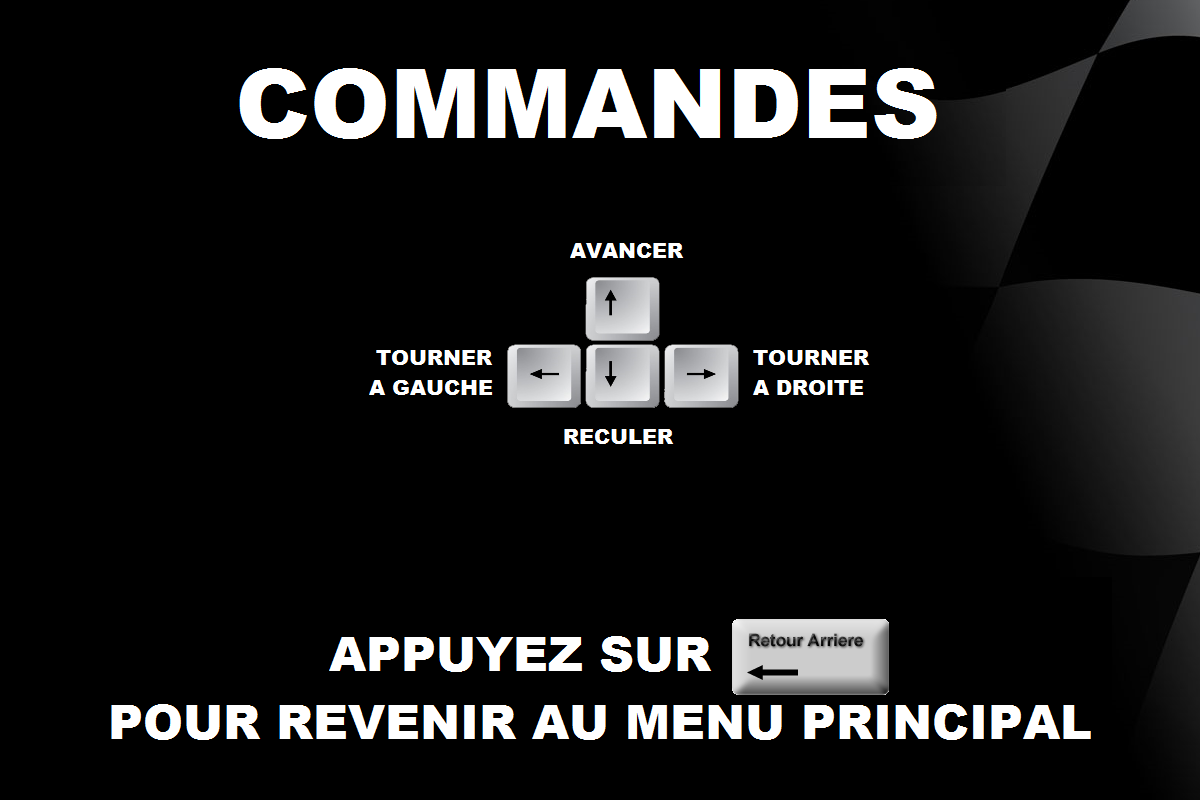 COMMANDES
AVANCER
TOURNER
A GAUCHE
TOURNER
A DROITE
RECULER
APPUYEZ SUR Retour Arriere
POUR REVENIR AU MENU PRINCIPAL